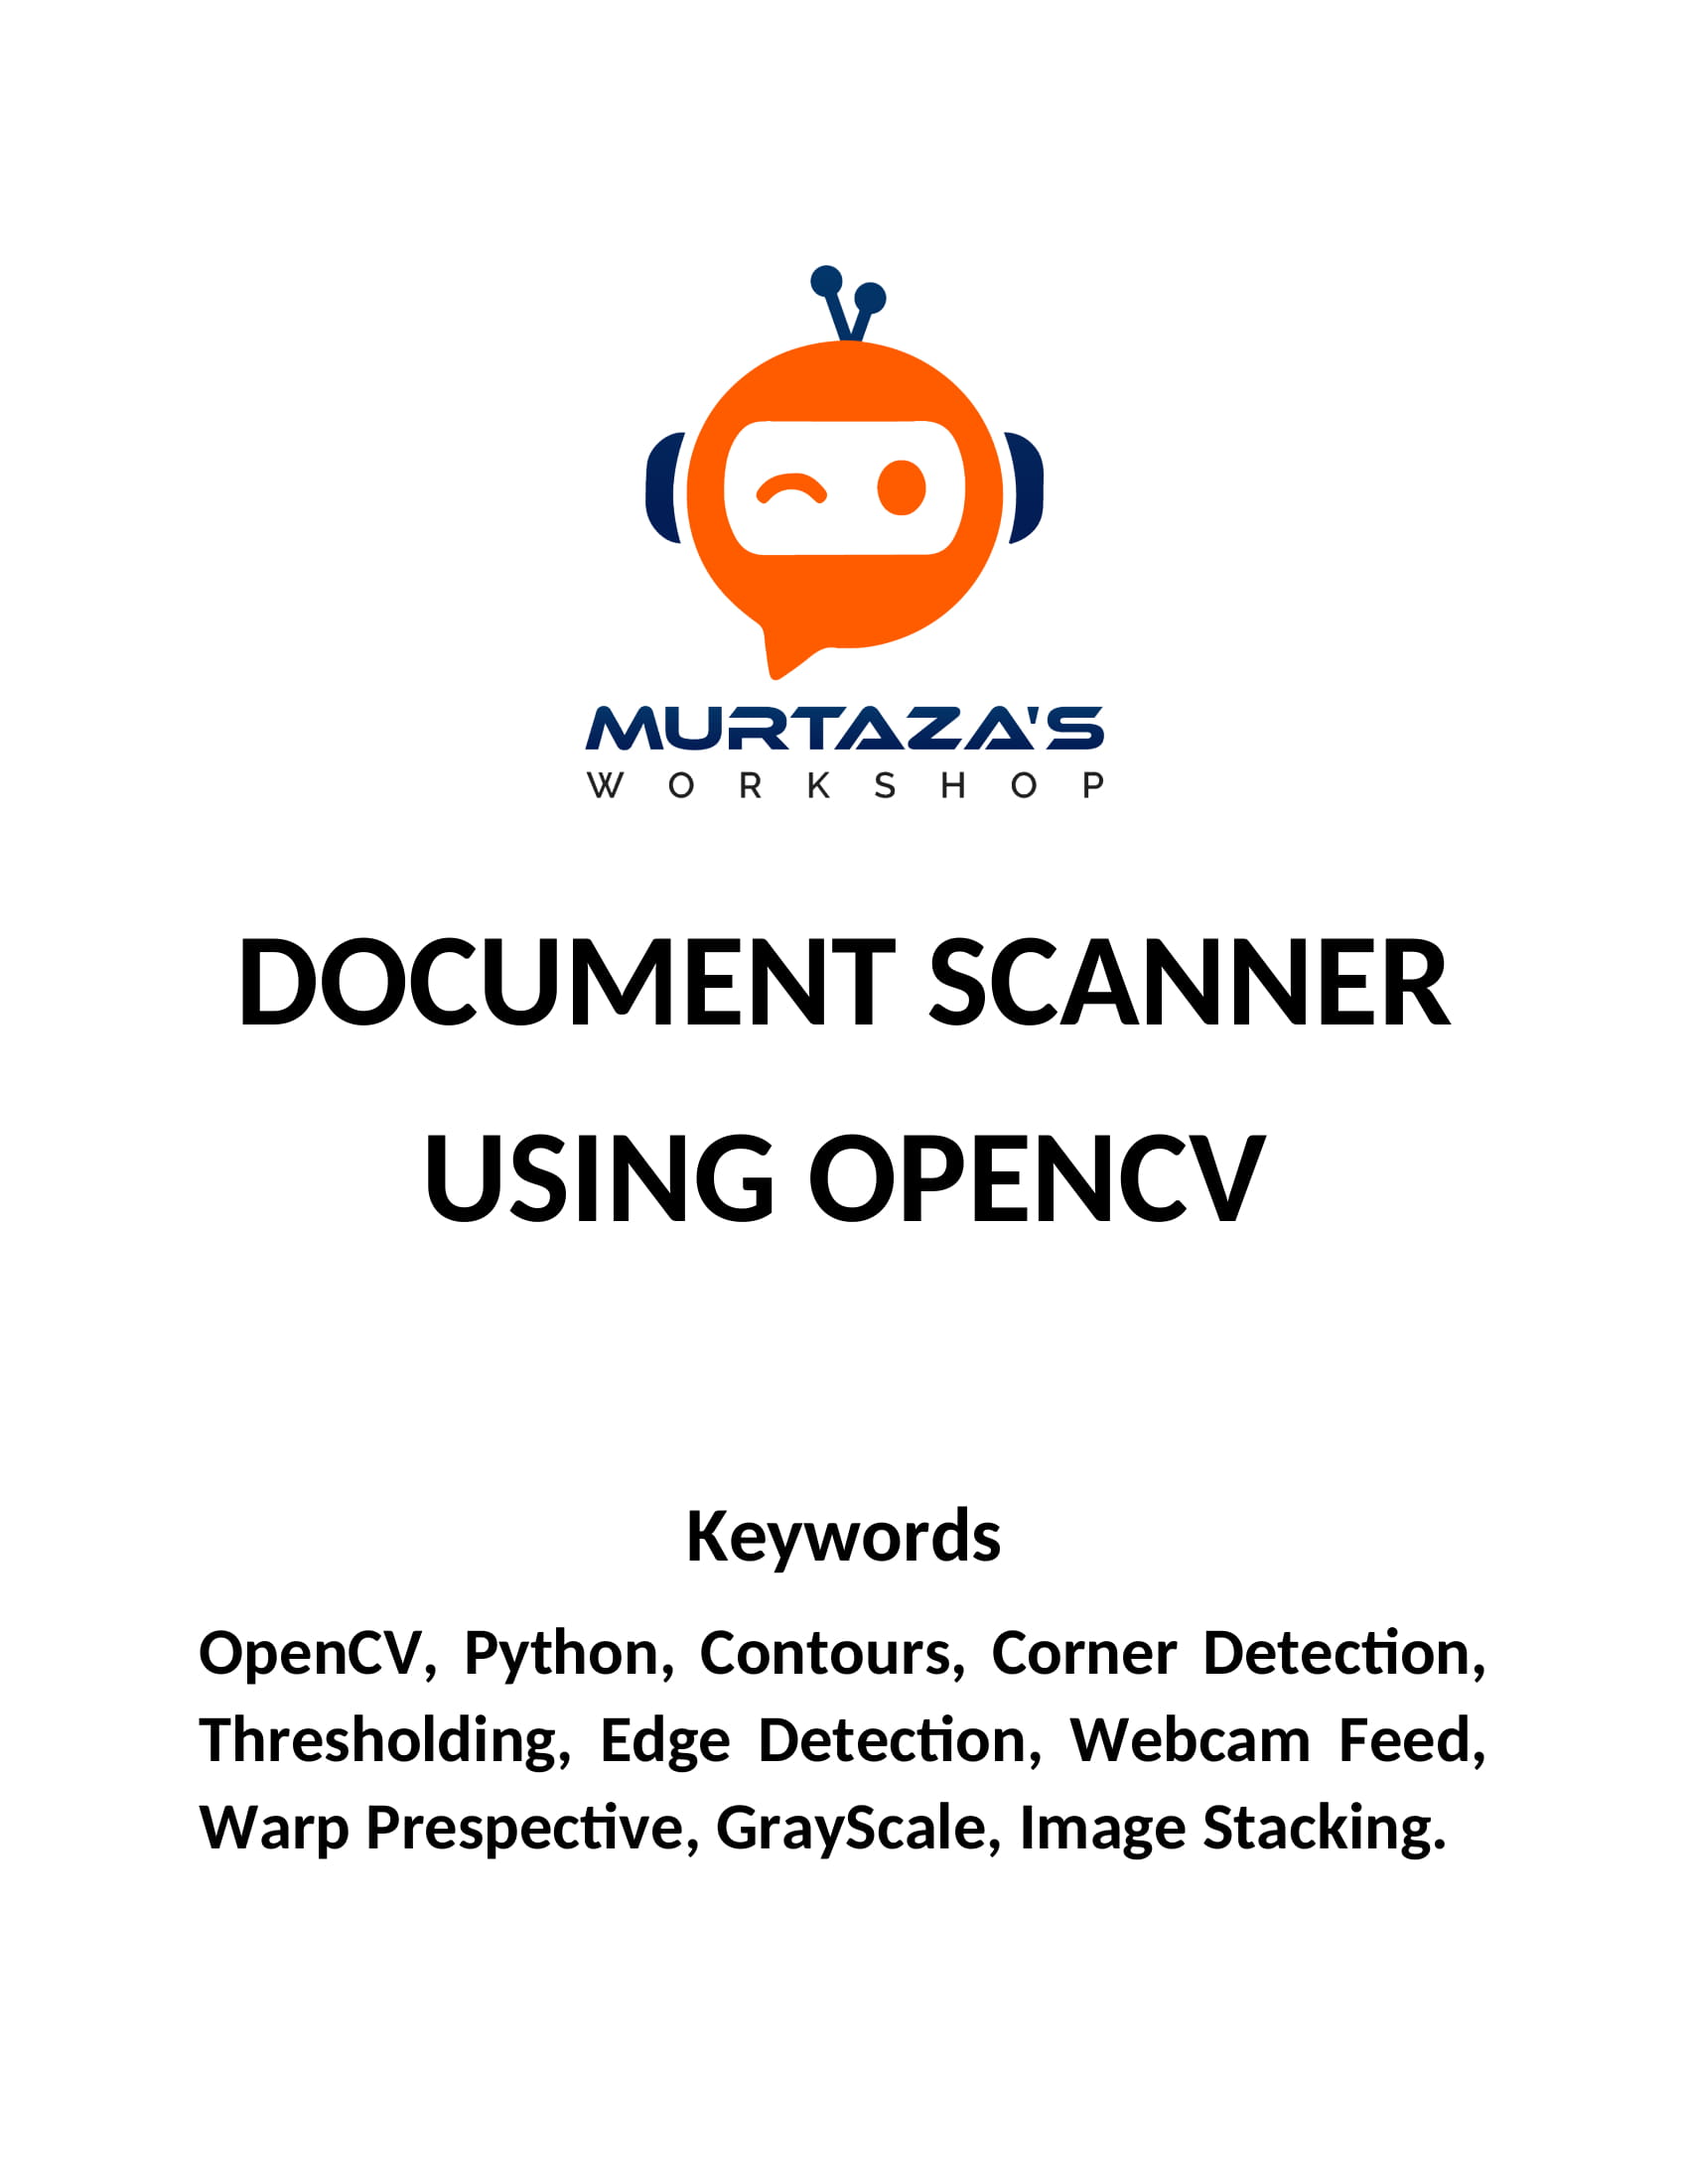 MURTAZA'S
WORKSHOP
DOCUMENT SCANNER
USING OPENCV
Keywords
OpenCV, Python, Contours, Corner Detection,
Thresholding, Edge Detection, Webcam Feed,
Warp Prespective, GrayScale, Image Stacking.